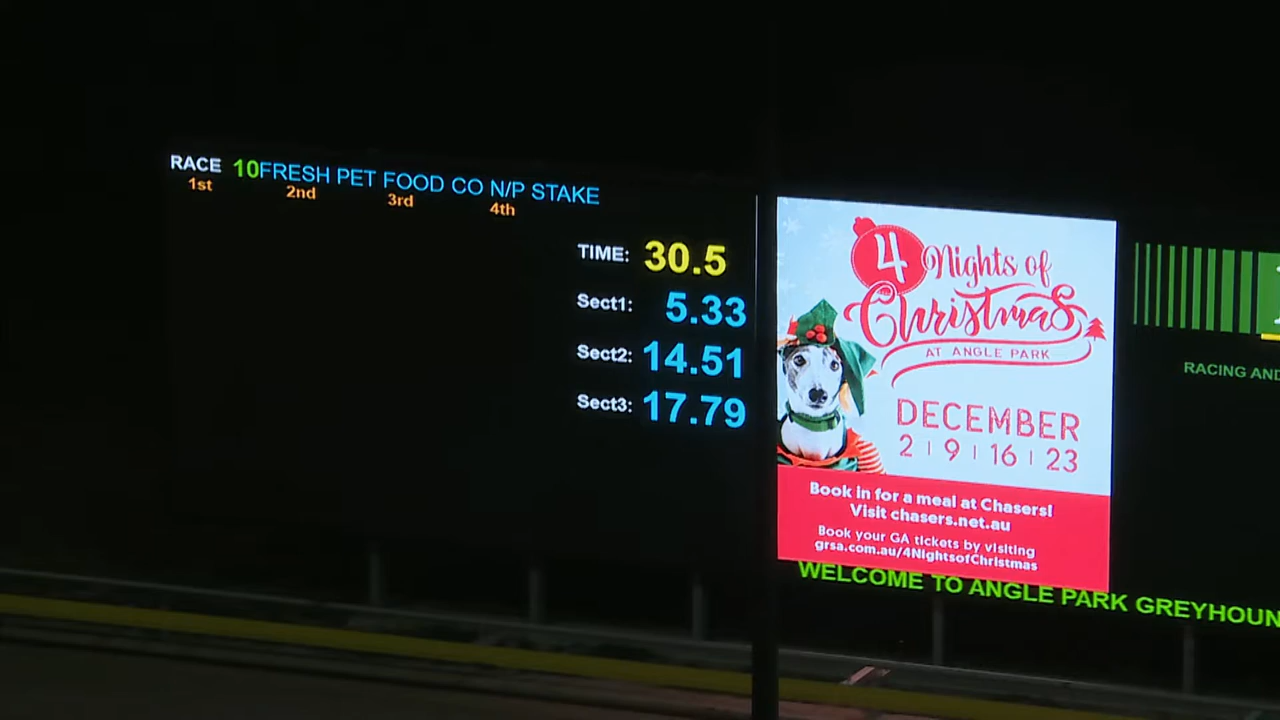 RACE 10 FRESH PET FOOD CO N/P STAKE
1st 2nd 3rd 4th
TIME: 30.5
Sect1: 5.33
Sect2: 14.51
Sect3: 17.79
4 Nights of
Christmas
AT ANGLE PARK
DECEMBER
2 | 9 | 16 | 23
Book in for a meal at Chasers!
Visit chasers.net.au
Book your GA tickets by visiting
grsa.com.au/4NightsofChristmas
WELCOME TO ANGLE PARK GREYHOUN
RACING AND